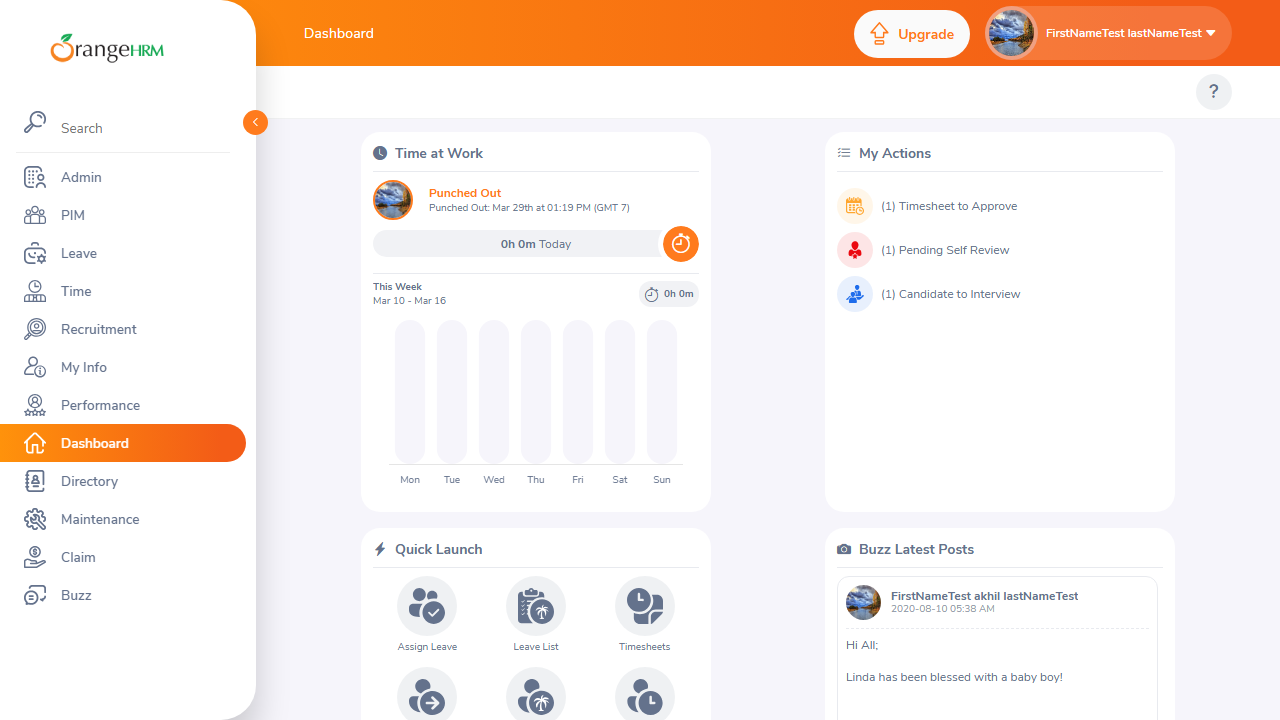 OrangeHRM
Dashboard
Upgrade
FirstNameTest lastNameTest
?
Search
Admin
PIM
Leave
Time
Recruitment
My Info
Performance
Dashboard
Directory
Maintenance
Claim
Buzz
Time at Work
Punched Out
Punched Out: Mar 29th at 01:19 PM (GMT 7)
0h 0m Today
This Week
Mar 10 - Mar 16
0h 0m
Mon Tue Wed Thu Fri Sat Sun
My Actions
(1) Timesheet to Approve
(1) Pending Self Review
(1) Candidate to Interview
Quick Launch
Assign Leave
Leave List
Timesheets
Buzz Latest Posts
FirstNameTest akhil lastNameTest
2020-08-10 05:38 AM
Hi All;
Linda has been blessed with a baby boy!